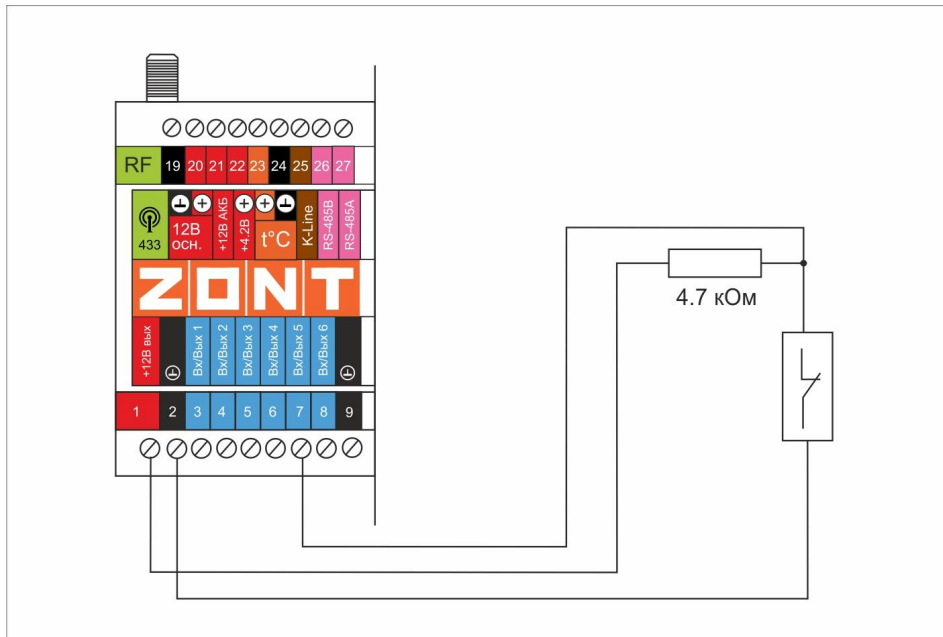 RF 19 20 21 22 23 24 25 26 27
433
12В
осн.
+12В АКБ
+4.2В
t°C
K-Line
RS-485B
RS-485A
ZONT
+12В вых
Вх/Вых 1
Вх/Вых 2
Вх/Вых 3
Вх/Вых 4
Вх/Вых 5
Вх/Вых 6
1 2 3 4 5 6 7 8 9
4.7 кОм